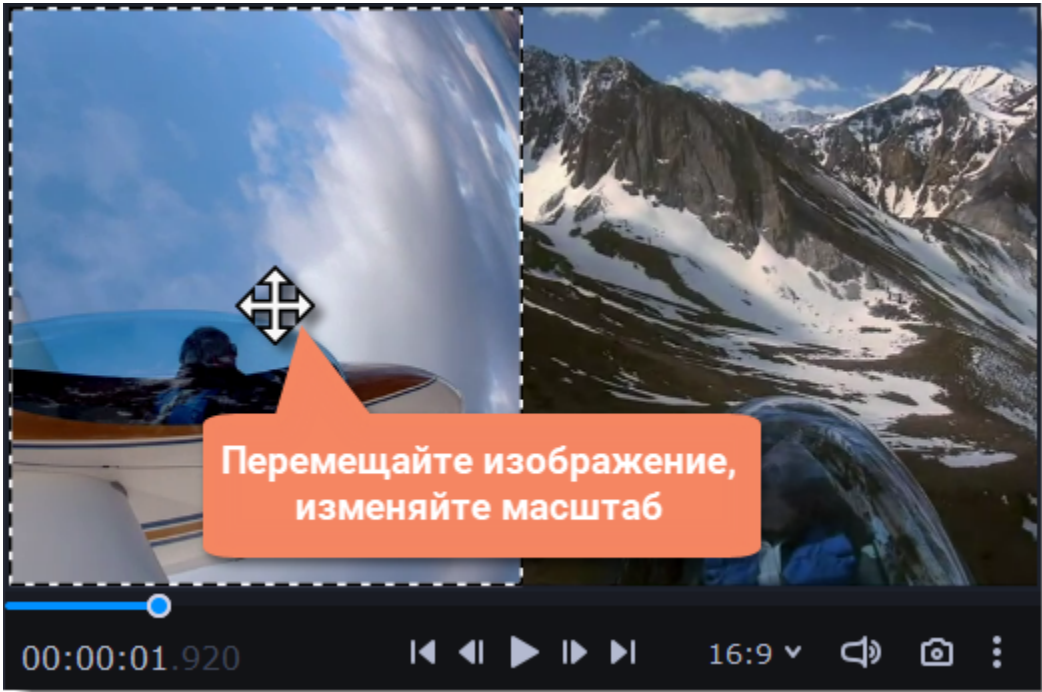 Перемещайте изображение,
изменяйте масштаб
00:00:01.920
16:9